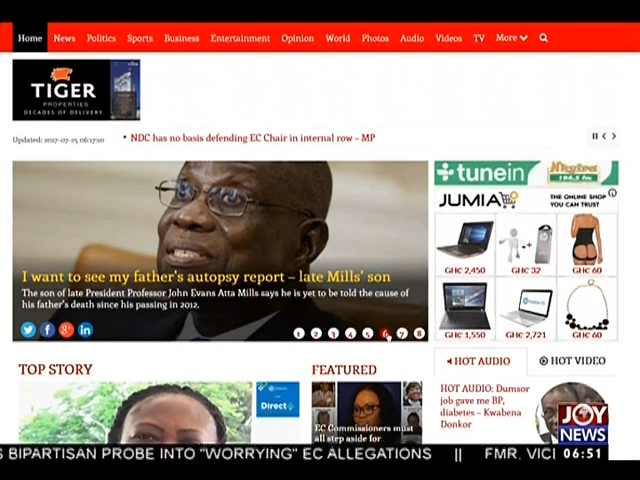 Home News Politics Sports Business Entertainment Opinion World Photos Audio Videos TV More
TIGER
PROPERTIES
DECADES OF DELIVERY
Updated: 2017-07-25 06:17:10
• NDC has no basis defending EC Chair in internal row – MP
tunein
104.5 fm
JUMIA
THE ONLINE SHOP
YOU CAN TRUST
GHC 2,450
GHC 32
GHC 60
GHC 1,550
GHC 2,721
GHC 60
I want to see my father's autopsy report – late Mills' son
The son of late President Professor John Evans Atta Mills says he is yet to be told the cause of
his father's death since his passing in 2012.
1 2 3 4 5 6 7 8
HOT AUDIO
HOT VIDEO
TOP STORY
FEATURED
Direct
EC Commissioners must
all step aside for
HOT AUDIO: Dumsor
job gave me BP,
diabetes – Kwabena
Donkor
JOY
NEWS
S BIPARTISAN PROBE INTO "WORRYING" EC ALLEGATIONS || FMR. VICI
06:51